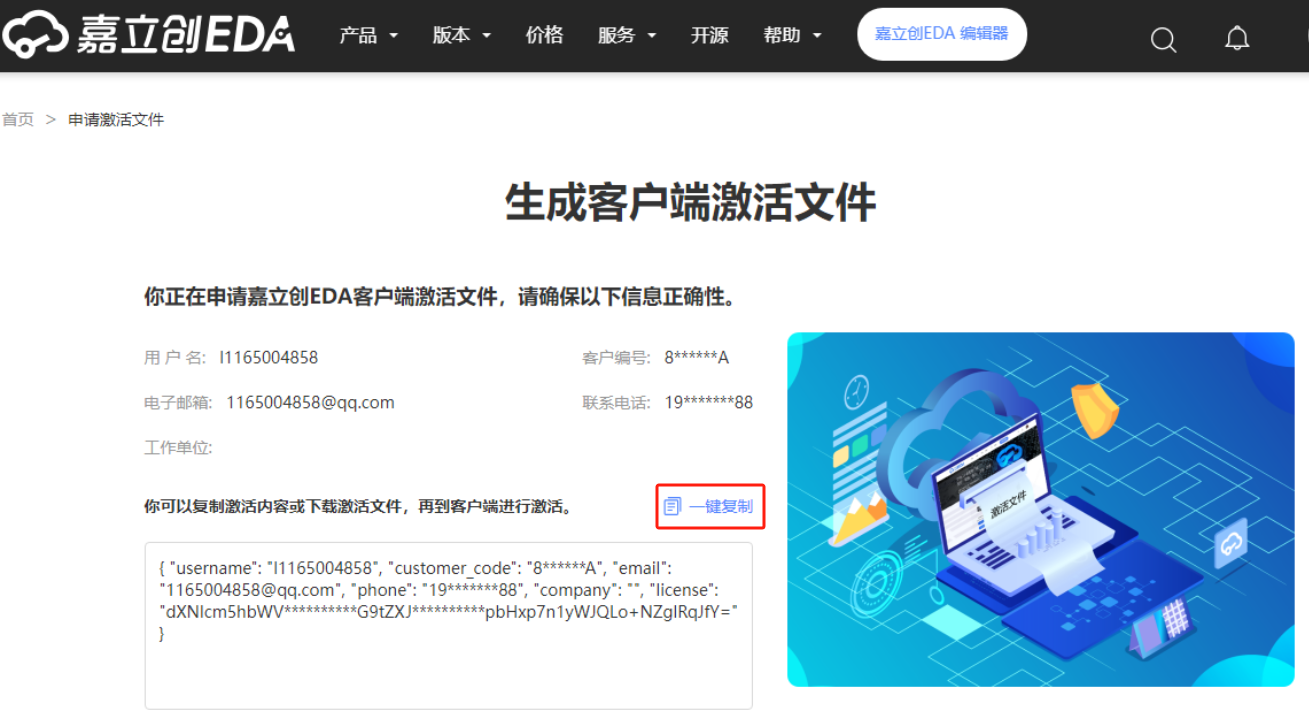 嘉立创EDA 产品 版本 价格 服务 开源 帮助 嘉立创EDA 编辑器
首页 > 申请激活文件
生成客户端激活文件
你正在申请嘉立创EDA客户端激活文件，请确保以下信息正确性。
用 户 名: l1165004858 客户编号: 8******A
电子邮箱: 1165004858@qq.com 联系电话: 19*******88
工作单位:
你可以复制激活内容或下载激活文件，再到客户端进行激活。 一键复制
{ "username": "l1165004858", "customer_code": "8******A", "email":
"1165004858@qq.com", "phone": "19*******88", "company": "", "license":
"dXNlcm5hbWV**********G9tZXJ**********pbHxp7n1yWJQLo+NZgIRqJfY="
}
激活文件